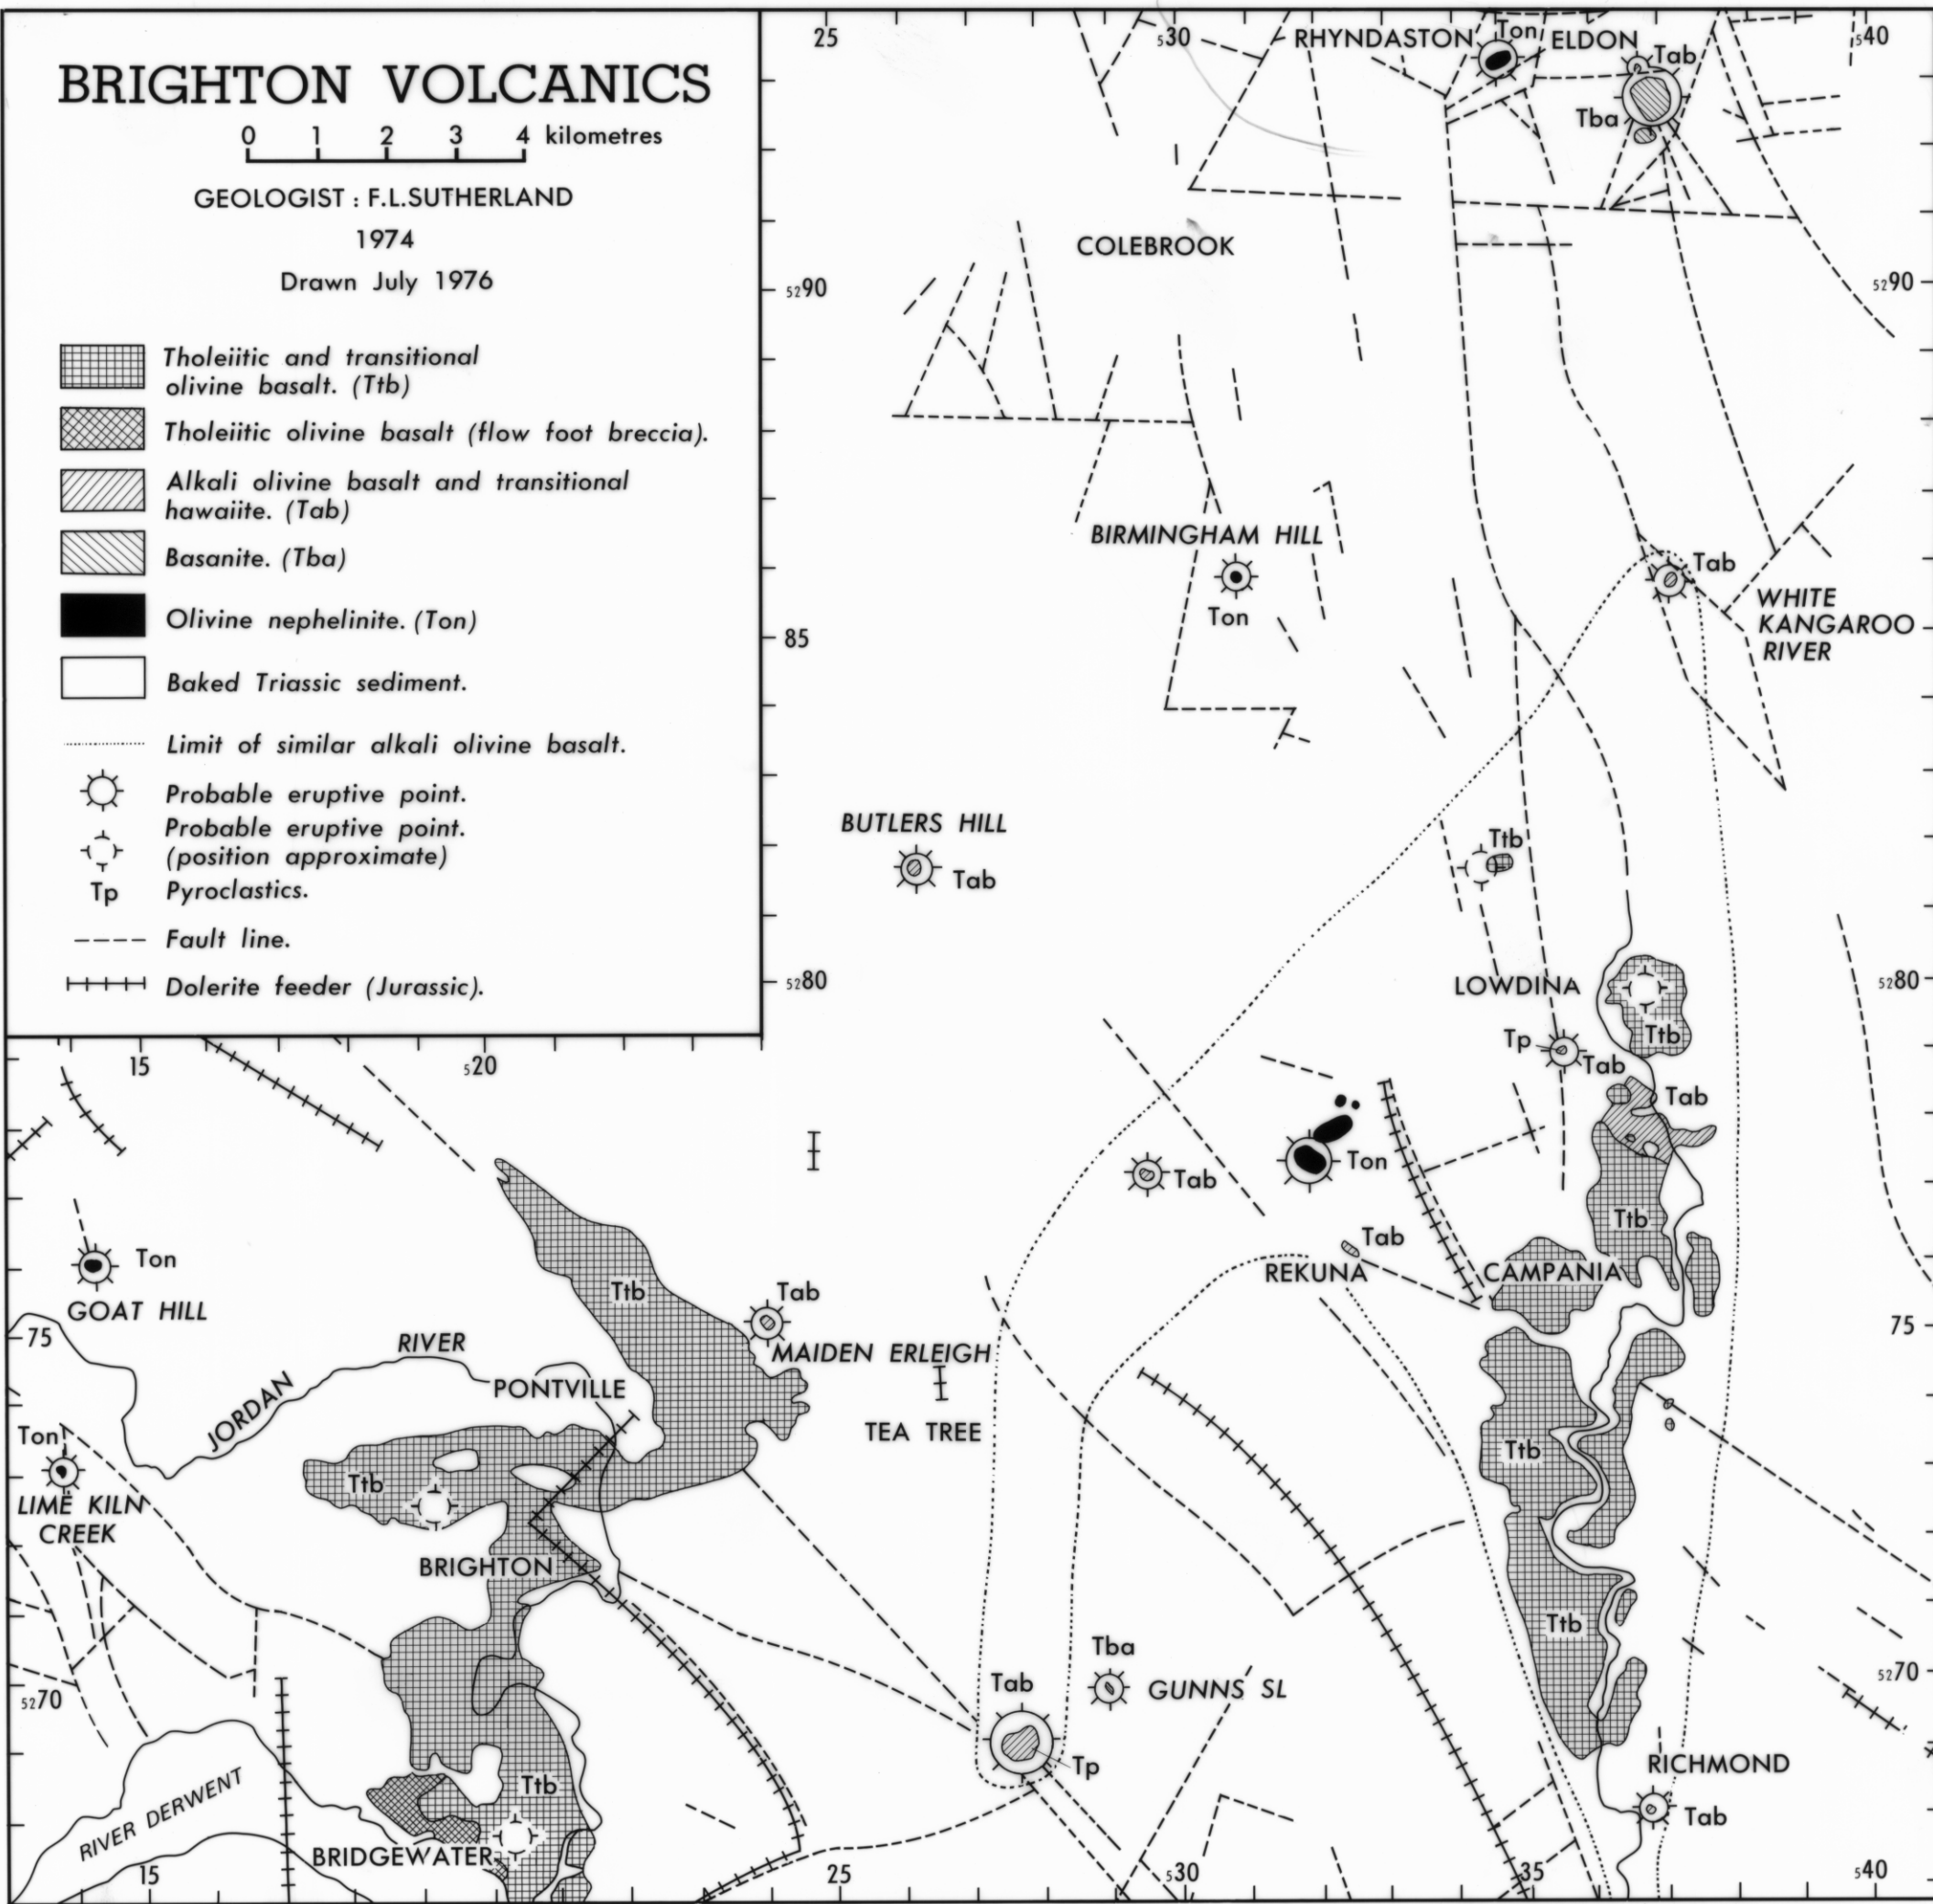 BRIGHTON VOLCANICS
0 1 2 3 4 kilometres
GEOLOGIST : F.L.SUTHERLAND
1974
Drawn July 1976
Tholeiitic and transitional
olivine basalt. (Ttb)
Tholeiitic olivine basalt (flow foot breccia).
Alkali olivine basalt and transitional
hawaiite. (Tab)
Basanite. (Tba)
Olivine nephelinite. (Ton)
Baked Triassic sediment.
Limit of similar alkali olivine basalt.
Probable eruptive point.
Probable eruptive point.
(position approximate)
Tp Pyroclastics.
Fault line.
Dolerite feeder (Jurassic).
25 530 540
RHYNDASTON Ton ELDON Tab
Tba
COLEBROOK
5290 5290
BIRMINGHAM HILL
Ton
Tab
WHITE
KANGAROO
RIVER
85
BUTLERS HILL
Tab
Ttb
5280 LOWDINA 5280
Ttb
Tp
Tab
Tab
15 520
Tab
Ton
Ttb
Tab
REKUNA CAMPANIA
Ton
GOAT HILL
Ttb
Tab
MAIDEN ERLEIGH
75 75
JORDAN RIVER
PONTVILLE
TEA TREE
Ton
LIME KILN
CREEK
Ttb
Ttb
BRIGHTON
Ttb
Tba
GUNNS SL
Tab
Tp
5270 5270
RICHMOND
Tab
Ttb
RIVER DERWENT
BRIDGEWATER
15 25 530 35 540